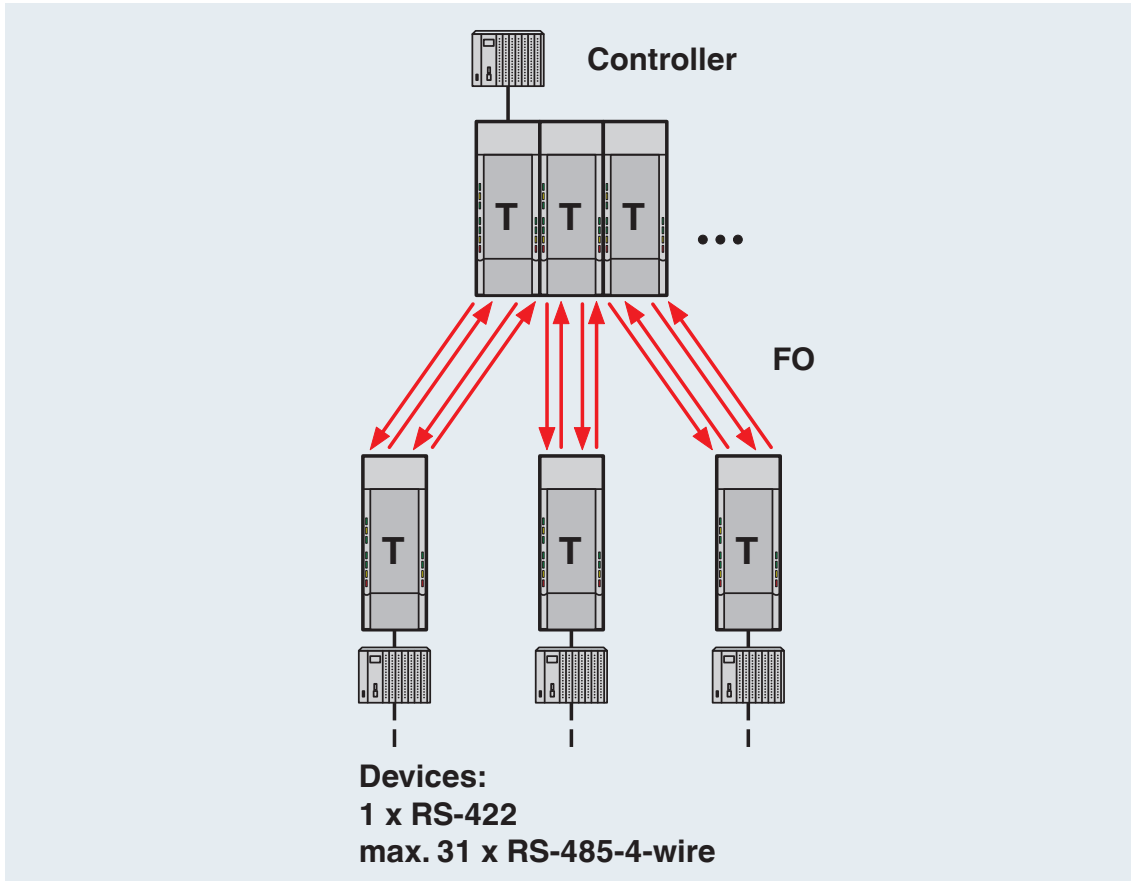 Controller
T T T
•••
FO
T T T
Devices:
1 x RS-422
max. 31 x RS-485-4-wire